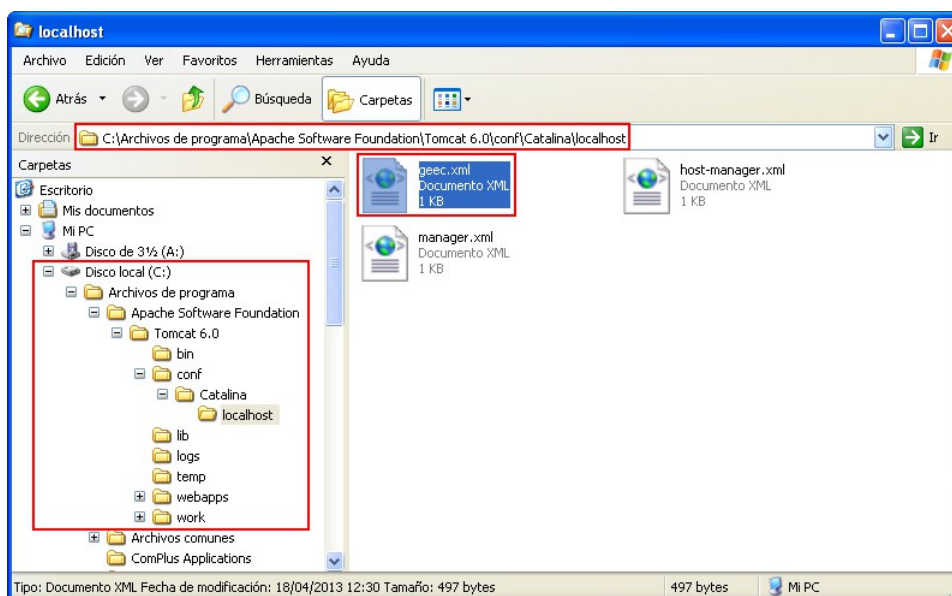 localhost
Archivo Edición Ver Favoritos Herramientas Ayuda
Atrás Búsqueda Carpetas
Dirección C:\Archivos de programa\Apache Software Foundation\Tomcat 6.0\conf\Catalina\localhost Ir
Carpetas
Escritorio
Mis documentos
Mi PC
Disco de 3½ (A:)
Disco local (C:)
Archivos de programa
Apache Software Foundation
Tomcat 6.0
bin
conf
Catalina
localhost
lib
logs
temp
webapps
work
Archivos comunes
ComPlus Applications
geec.xml
Documento XML
1 KB
host-manager.xml
Documento XML
1 KB
manager.xml
Documento XML
1 KB
Tipo: Documento XML Fecha de modificación: 18/04/2013 12:30 Tamaño: 497 bytes 497 bytes Mi PC